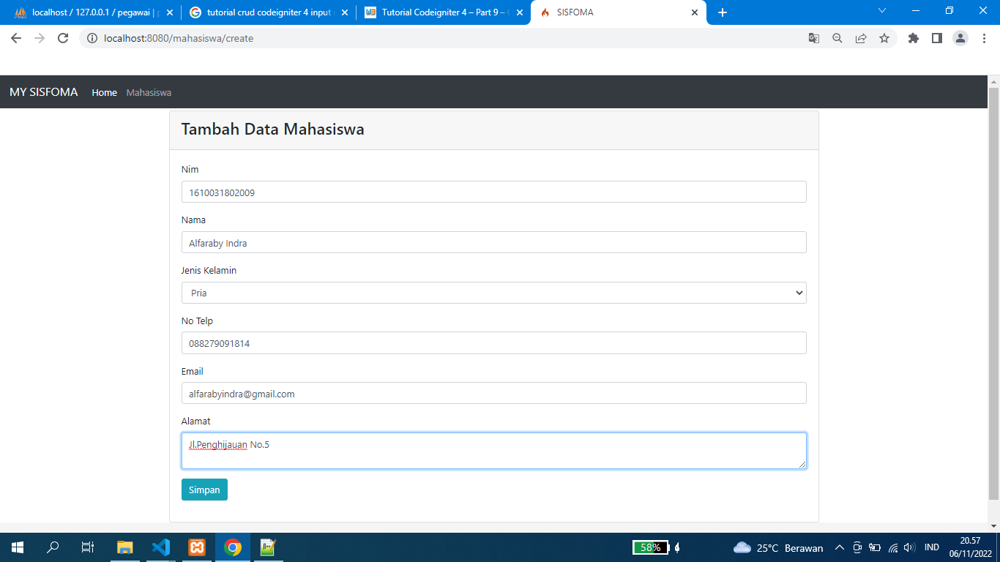 localhost / 127.0.0.1 / pegawai |
tutorial crud codeigniter 4 input
Tutorial Codeigniter 4 – Part 9 –
SISFOMA
localhost:8080/mahasiswa/create
MY SISFOMA Home Mahasiswa
Tambah Data Mahasiswa
Nim
1610031802009
Nama
Alfaraby Indra
Jenis Kelamin
Pria
No Telp
088279091814
Email
alfarabyindra@gmail.com
Alamat
Jl.Penghijauan No.5
Simpan
58%
25°C Berawan
IND
20.57
06/11/2022